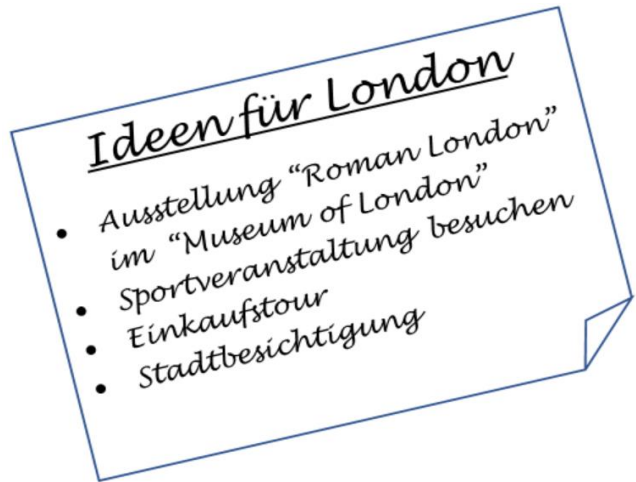 Ideen für London
• Ausstellung “Roman London”
im “Museum of London”
• Sportveranstaltung besuchen
• Einkaufstour
• Stadtbesichtigung